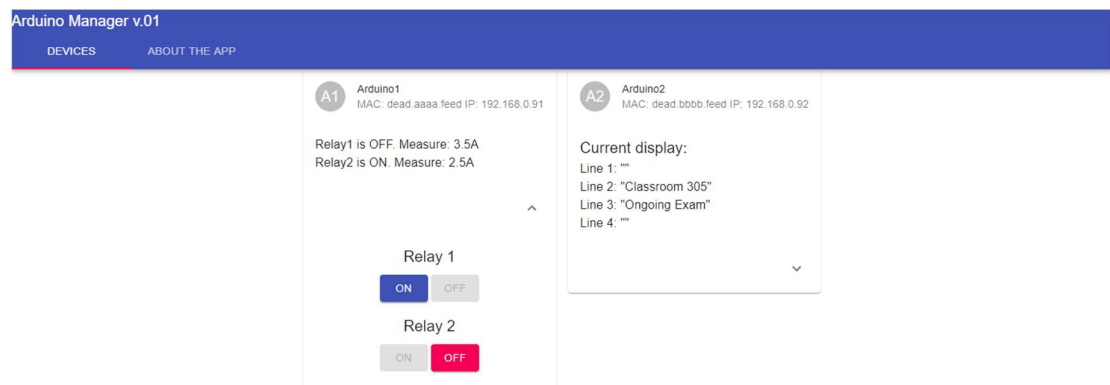 Arduino Manager v.01
DEVICES ABOUT THE APP
A1
Arduino1
MAC: dead.aaaa.feed IP: 192.168.0.91
Relay1 is OFF. Measure: 3.5A
Relay2 is ON. Measure: 2.5A
Relay 1
ON OFF
Relay 2
ON OFF
A2
Arduino2
MAC: dead.bbbb.feed IP: 192.168.0.92
Current display:
Line 1: ""
Line 2: "Classroom 305"
Line 3: "Ongoing Exam"
Line 4: ""